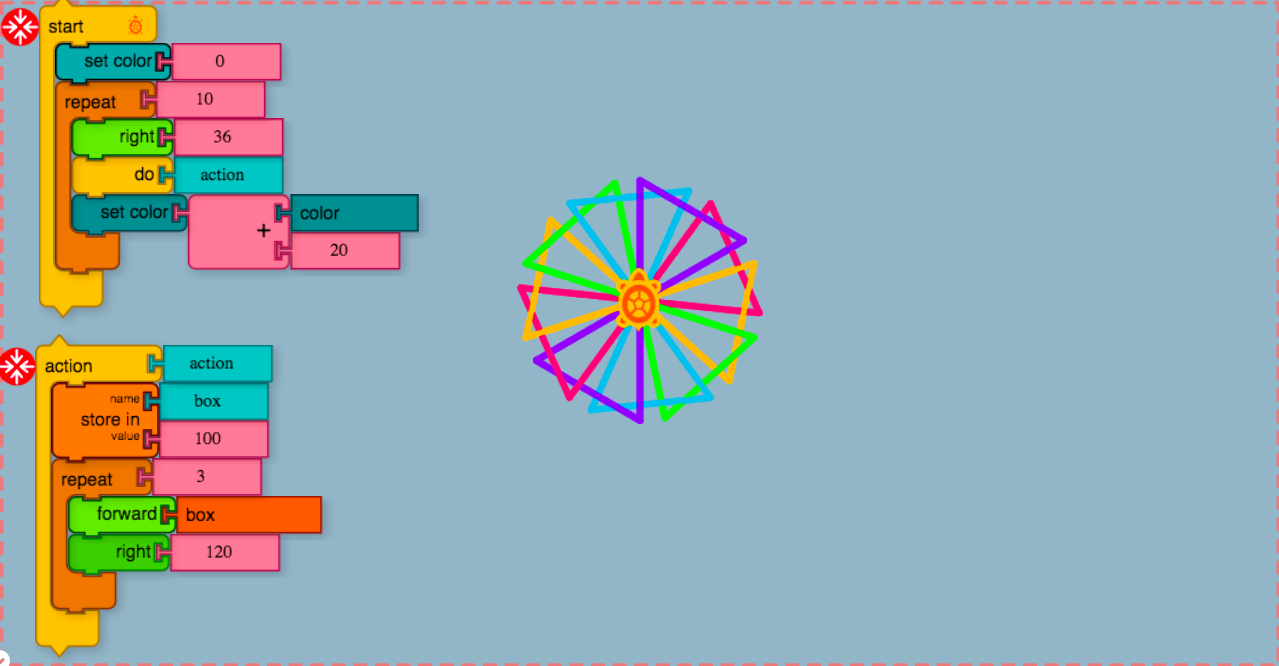 start
set color 0
repeat 10
right 36
do action
set color + color
20
action action
name box
store in
value 100
repeat 3
forward box
right 120